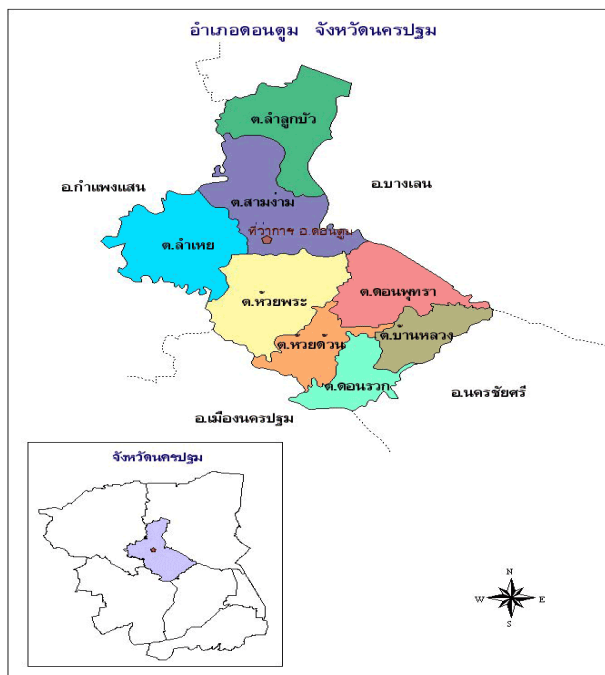 อำเภอดอนตูม จังหวัดนครปฐม
ต.ลำลูกบัว
อ.กำแพงแสน
อ.บางเลน
ต.สามง่าม
ที่ว่าการ อ.ดอนตูม
ต.ลำเหย
ต.ดอนพุทรา
ต.ห้วยพระ
ต.บ้านหลวง
ต.ห้วยด้วน
ต.ดอนรวก
อ.นครชัยศรี
อ.เมืองนครปฐม
จังหวัดนครปฐม
N
W E
S